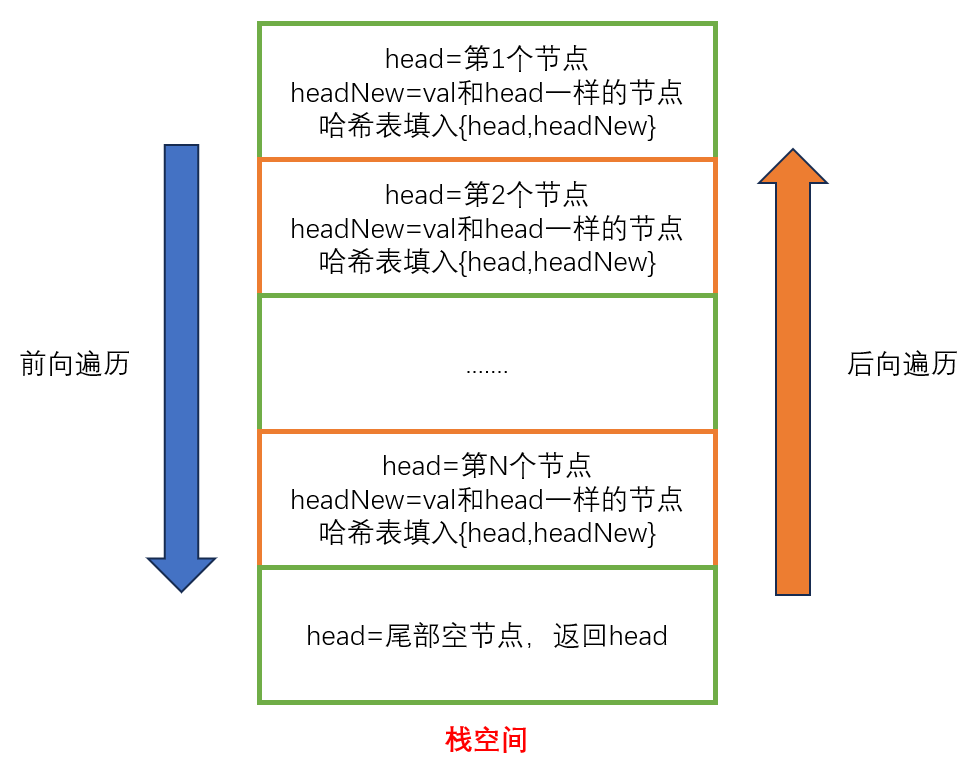 head=第1个节点
headNew=val和head一样的节点
哈希表填入{head,headNew}
head=第2个节点
headNew=val和head一样的节点
哈希表填入{head,headNew}
前向遍历
.......
后向遍历
head=第N个节点
headNew=val和head一样的节点
哈希表填入{head,headNew}
head=尾部空节点，返回head
栈空间